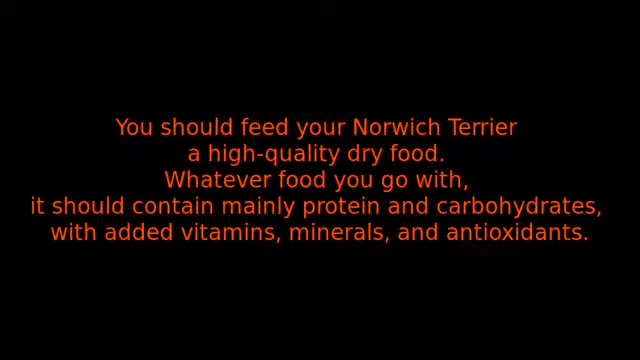 You should feed your Norwich Terrier
a high-quality dry food.
Whatever food you go with,
it should contain mainly protein and carbohydrates,
with added vitamins, minerals, and antioxidants.